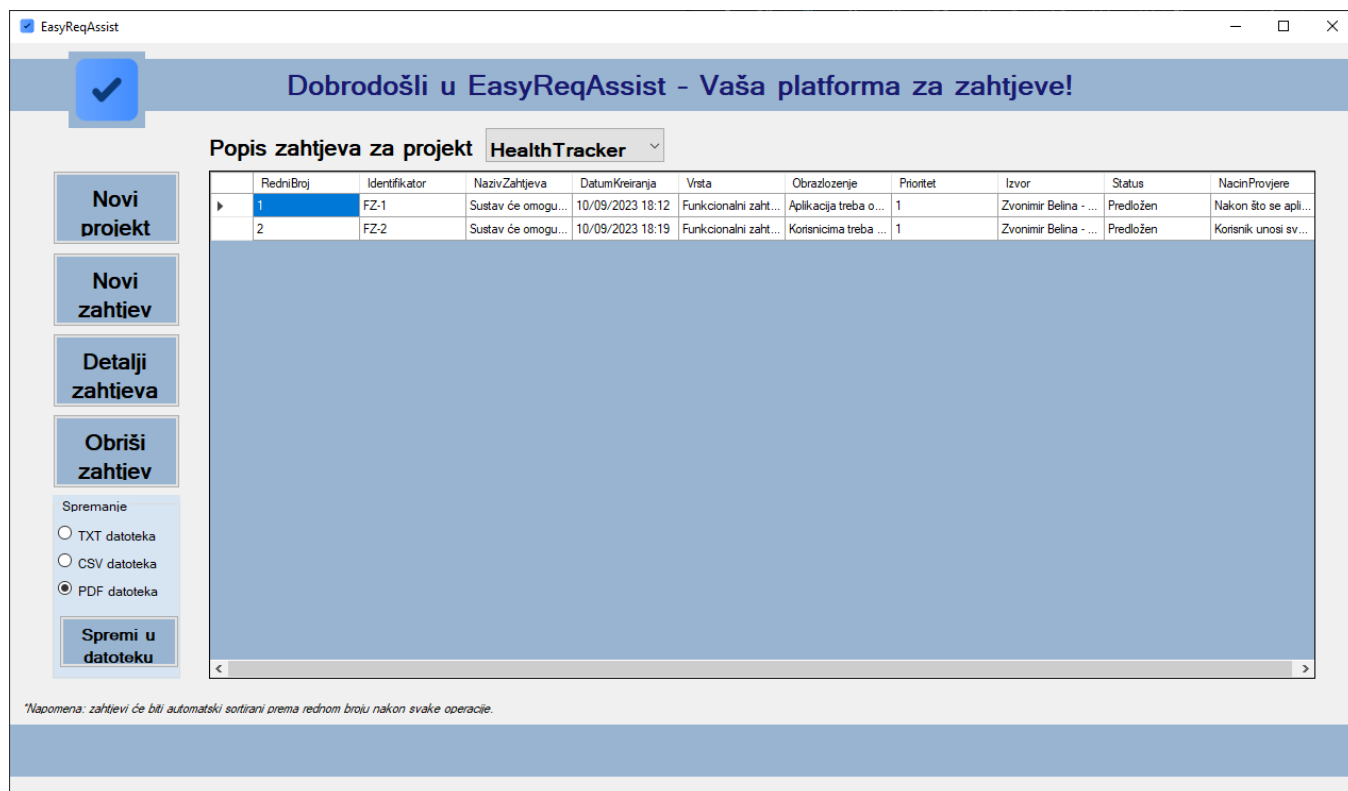 EasyReqAssist
Dobrodošli u EasyReqAssist - Vaša platforma za zahtjeve!
Popis zahtjeva za projekt HealthTracker
Novi
projekt
Novi
zahtjev
Detalji
zahtjeva
Obriši
zahtjev
Spremanje
TXT datoteka
CSV datoteka
PDF datoteka
Spremi u
datoteku
RedniBroj Identifikator NazivZahtjeva DatumKreiranja Vrsta Obrazlozenje Prioritet Izvor Status NacinProvjere
1 FZ-1 Sustav će omogu... 10/09/2023 18:12 Funkcionalni zaht... Aplikacija treba o... 1 Zvonimir Belina - ... Predložen Nakon što se apli...
2 FZ-2 Sustav će omogu... 10/09/2023 18:19 Funkcionalni zaht... Korisnicima treba ... 1 Zvonimir Belina - ... Predložen Korisnik unosi sv...
*Napomena: zahtjevi će biti automatski sortirani prema rednom broju nakon svake operacije.